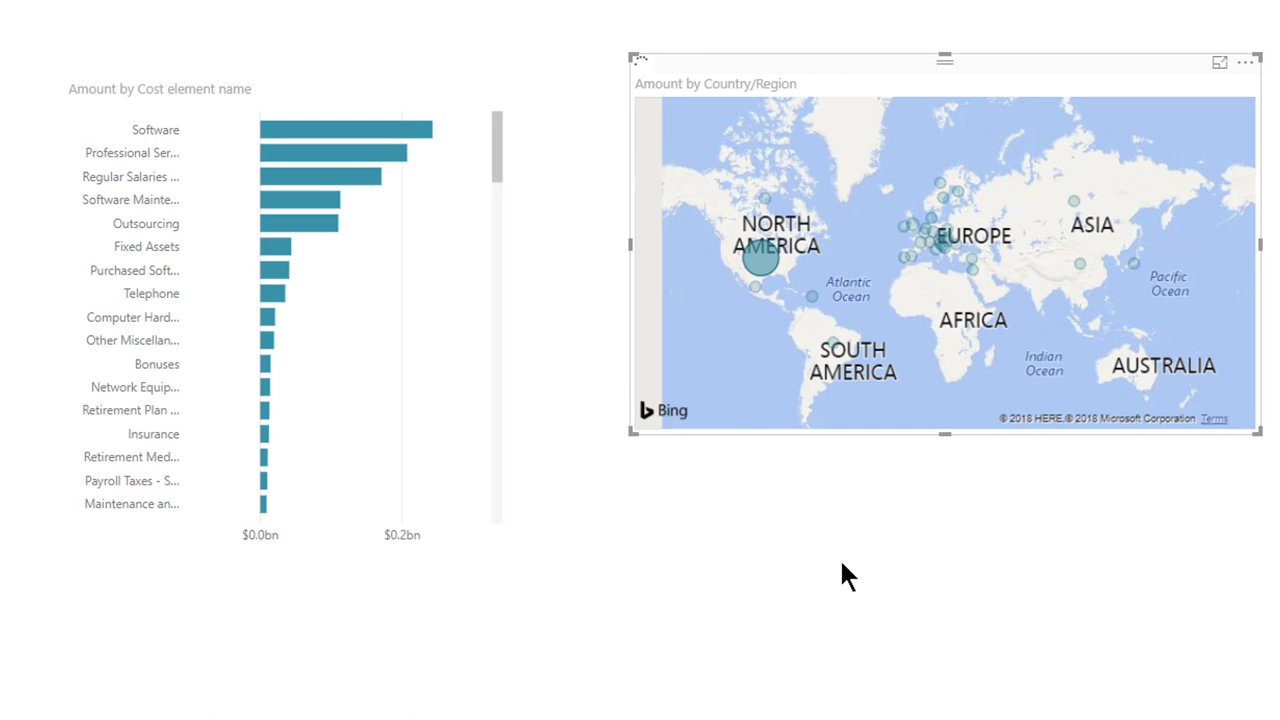 Amount by Cost element name
Software
Professional Ser...
Regular Salaries ...
Software Mainte...
Outsourcing
Fixed Assets
Purchased Soft...
Telephone
Computer Hard...
Other Miscellan...
Bonuses
Network Equip...
Retirement Plan ...
Insurance
Retirement Med...
Payroll Taxes - S...
Maintenance an...
$0.0bn
$0.2bn
Amount by Country/Region
NORTH
AMERICA
EUROPE
ASIA
Atlantic
Ocean
Pacific
Ocean
AFRICA
SOUTH
AMERICA
Indian
Ocean
AUSTRALIA
Bing
© 2018 HERE,© 2018 Microsoft Corporation Terms